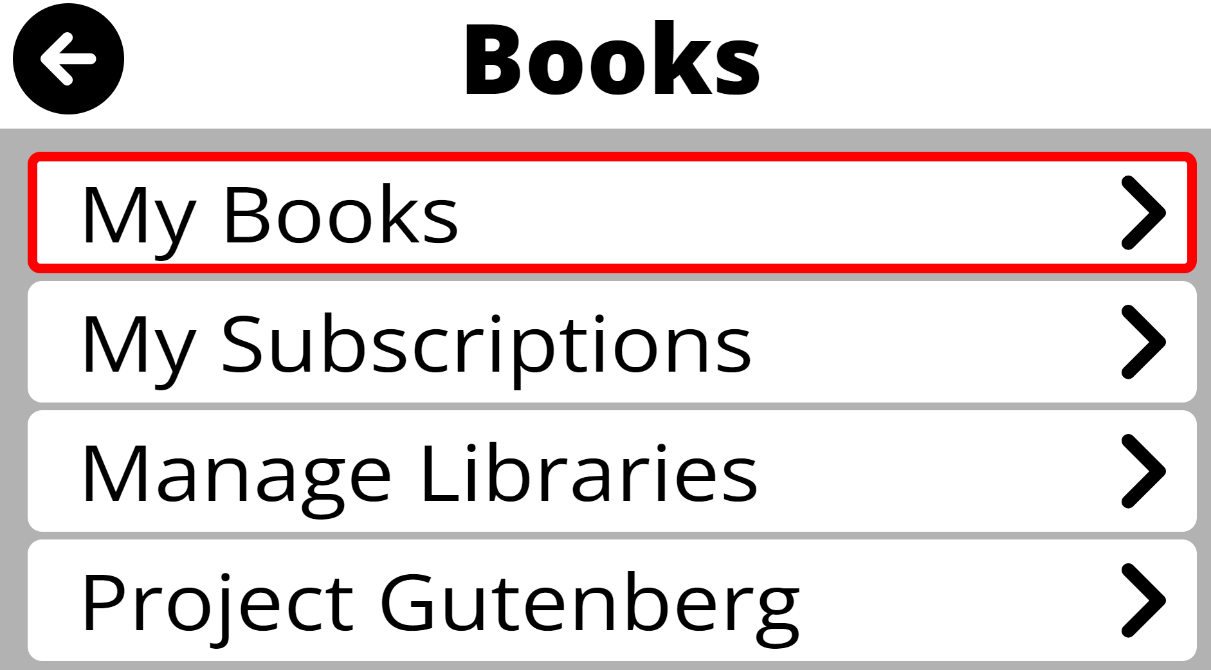 Books
My Books
My Subscriptions
Manage Libraries
Project Gutenberg